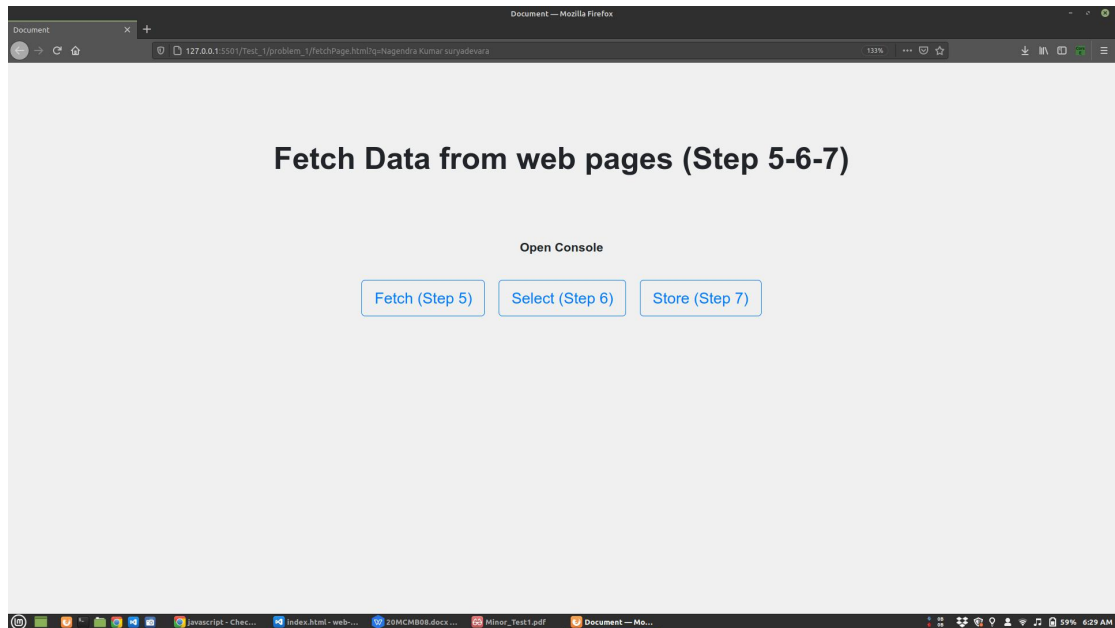 Document — Mozilla Firefox
Document
127.0.0.1:5501/Test_1/problem_1/fetchPage.html?q=Nagendra Kumar suryadevara
133%
Fetch Data from web pages (Step 5-6-7)
Open Console
Fetch (Step 5) Select (Step 6) Store (Step 7)
javascript - Chec... index.html - web-... 20MCMB08.docx ... Minor_Test1.pdf Document — Mo... 59% 6:29 AM